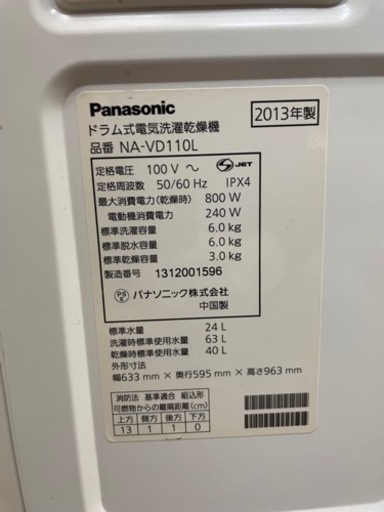 Panasonic
2013年製
ドラム式電気洗濯乾燥機
品番 NA-VD110L
定格電圧 100 V ～
S JET
定格周波数 50/60 Hz IPX4
最大消費電力(乾燥時) 800 W
電動機消費電力 240 W
標準洗濯容量 6.0 kg
標準脱水容量 6.0 kg
標準乾燥容量 3.0 kg
製造番号 1312001596
PS E パナソニック株式会社
中国製
標準水量 24 L
洗濯時標準使用水量 63 L
乾燥時標準使用水量 40 L
外形寸法
幅633 mm × 奥行595 mm × 高さ963 mm
消防法 基準適合 組込形
可燃物からの離隔距離(cm)
上方 側方 後方 下方
13 1 1 0